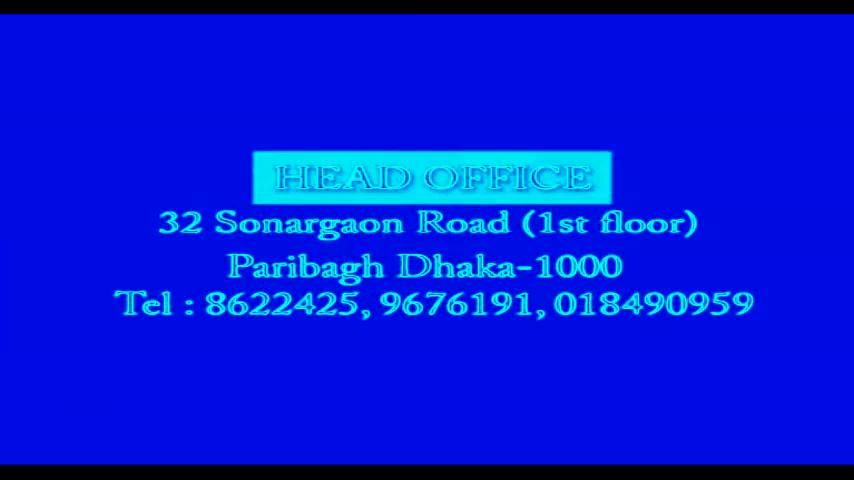 HEAD OFFICE
32 Sonargaon Road (1st floor)
Paribagh Dhaka-1000
Tel : 8622425, 9676191, 018490959